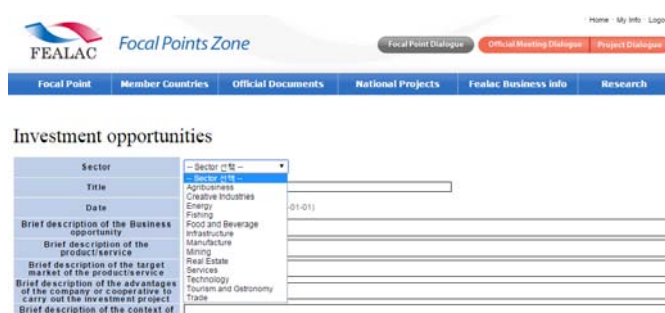 Home · My Info · Logo
FEALAC
Focal Points Zone
Focal Point Dialogue
Official Meeting Dialogue
Project Dialogue
Focal Point
Member Countries
Official Documents
National Projects
Fealac Business info
Research
Investment opportunities
Sector
-- Sector 선택 --
-- Sector 선택 --
Agribusiness
Creative Industries
Energy
Fishing
Food and Beverage
Infrastructure
Manufacture
Mining
Real Estate
Services
Technology
Tourism and Gstronomy
Trade
Title
Date
-01-01)
Brief description of the Business
opportunity
Brief description of the
product/service
Brief description of the target
market of the product/service
Brief description of the advantages
of the company or cooperative to
carry out the investment project
Brief description of the context of